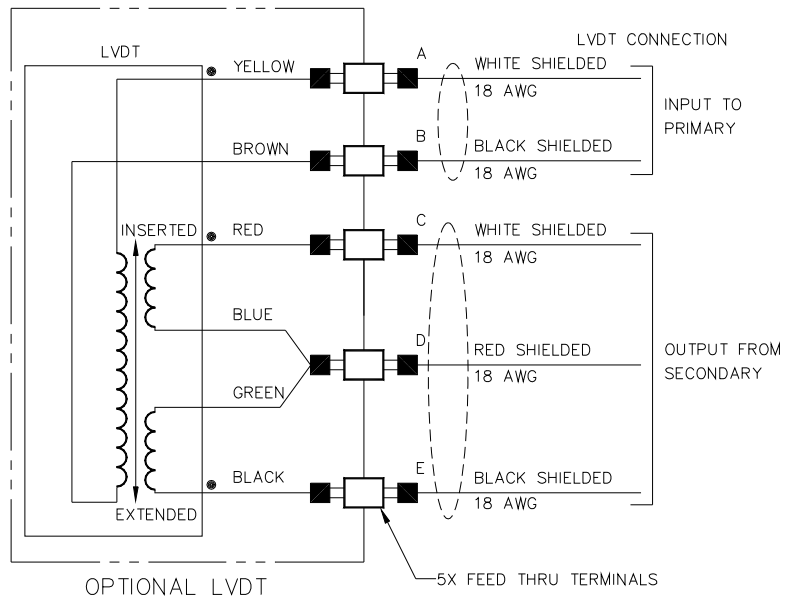 LVDT CONNECTION
LVDT
YELLOW
A
WHITE SHIELDED
18 AWG
INPUT TO
PRIMARY
BROWN
B
BLACK SHIELDED
18 AWG
INSERTED
RED
C
WHITE SHIELDED
18 AWG
BLUE
D
RED SHIELDED
18 AWG
OUTPUT FROM
SECONDARY
GREEN
BLACK
E
BLACK SHIELDED
18 AWG
EXTENDED
5X FEED THRU TERMINALS
OPTIONAL LVDT